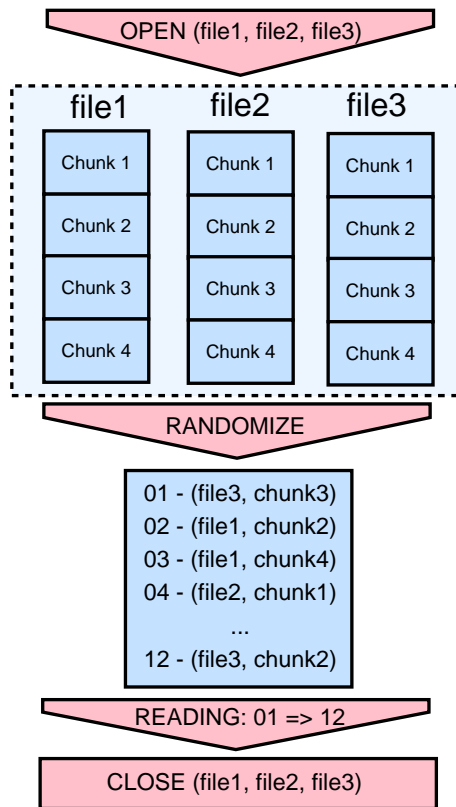 OPEN (file1, file2, file3)
file1 file2 file3
Chunk 1 Chunk 1 Chunk 1
Chunk 2 Chunk 2 Chunk 2
Chunk 3 Chunk 3 Chunk 3
Chunk 4 Chunk 4 Chunk 4
RANDOMIZE
01 - (file3, chunk3)
02 - (file1, chunk2)
03 - (file1, chunk4)
04 - (file2, chunk1)
...
12 - (file3, chunk2)
READING: 01 => 12
CLOSE (file1, file2, file3)